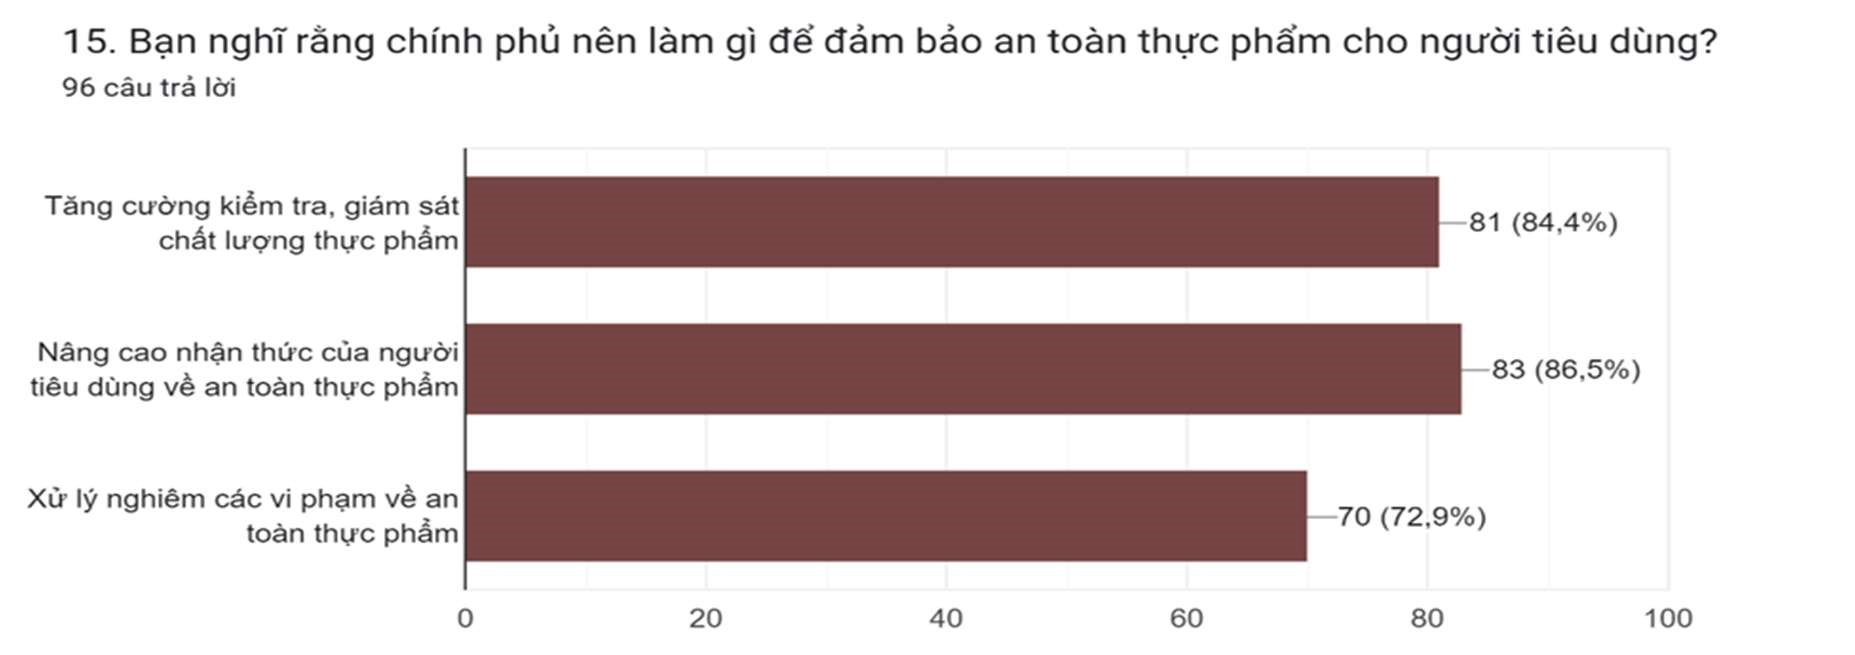 15. Bạn nghĩ rằng chính phủ nên làm gì để đảm bảo an toàn thực phẩm cho người tiêu dùng?
96 câu trả lời
Tăng cường kiểm tra, giám sát
chất lượng thực phẩm
81 (84,4%)
Nâng cao nhận thức của người
tiêu dùng về an toàn thực phẩm
83 (86,5%)
Xử lý nghiêm các vi phạm về an
toàn thực phẩm
70 (72,9%)
0 20 40 60 80 100